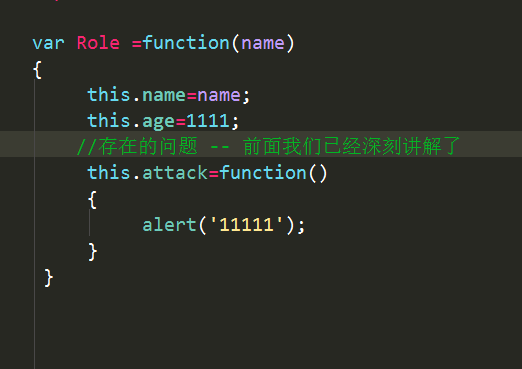 var Role =function(name)
{
this.name=name;
this.age=1111;
//存在的问题 -- 前面我们已经深刻讲解了
this.attack=function()
{
alert('11111');
}
}